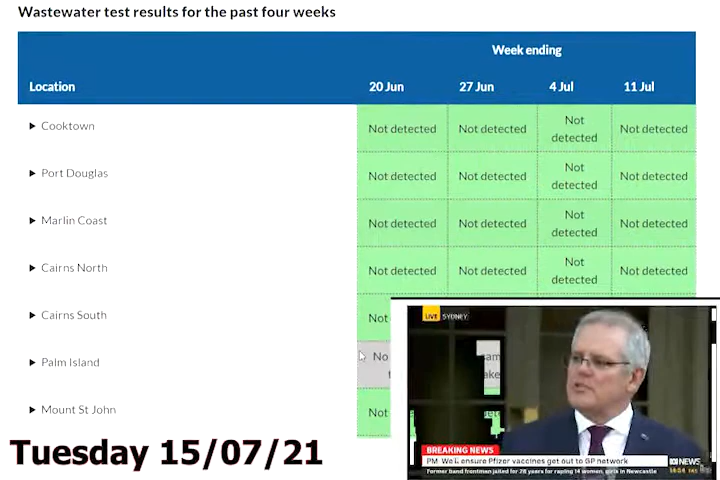 Wastewater test results for the past four weeks
Week ending
Location 20 Jun 27 Jun 4 Jul 11 Jul
Cooktown Not detected Not detected Not detected Not detected
Port Douglas Not detected Not detected Not detected Not detected
Marlin Coast Not detected Not detected Not detected Not detected
Cairns North Not detected Not detected Not detected Not detected
Cairns South Not
Palm Island No
Mount St John Not
LIVE SYDNEY
BREAKING NEWS
PM: We'll ensure Pfizer vaccines get out to GP network
Former band frontman jailed for 28 years for raping 14 women, girls in Newcastle
NEWS
Tuesday 15/07/21